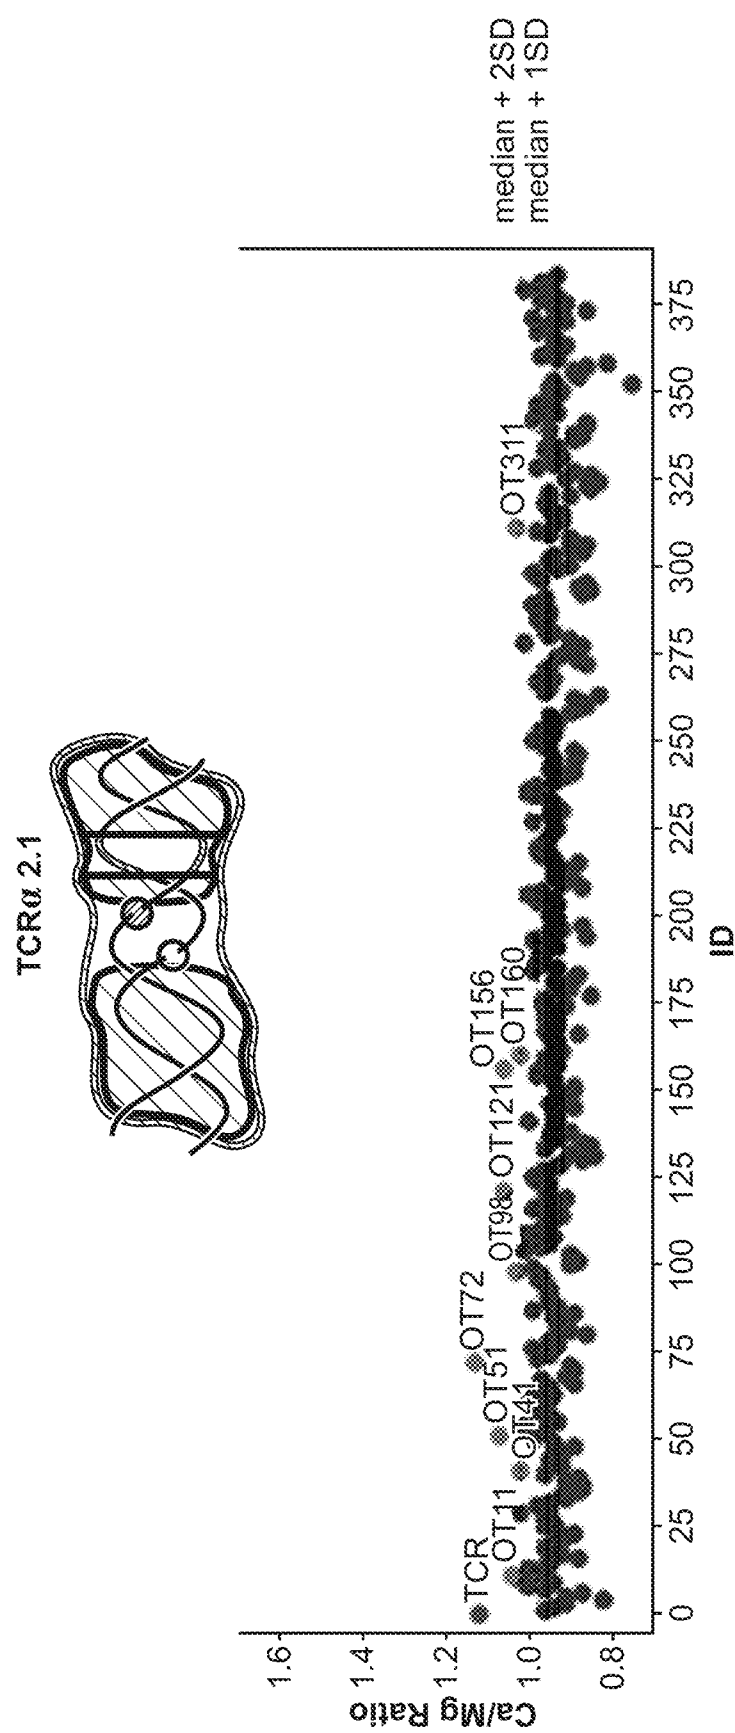 TCRα 2.1
median + 2SD
median + 1SD
Ca/Mg Ratio
1.6
1.4
1.2
1.0
0.8
TCR
OT11
OT41
OT51
OT72
OT98
OT121
OT156
OT160
OT311
0
25
50
75
100
125
150
175
200
225
250
275
300
325
350
375
ID